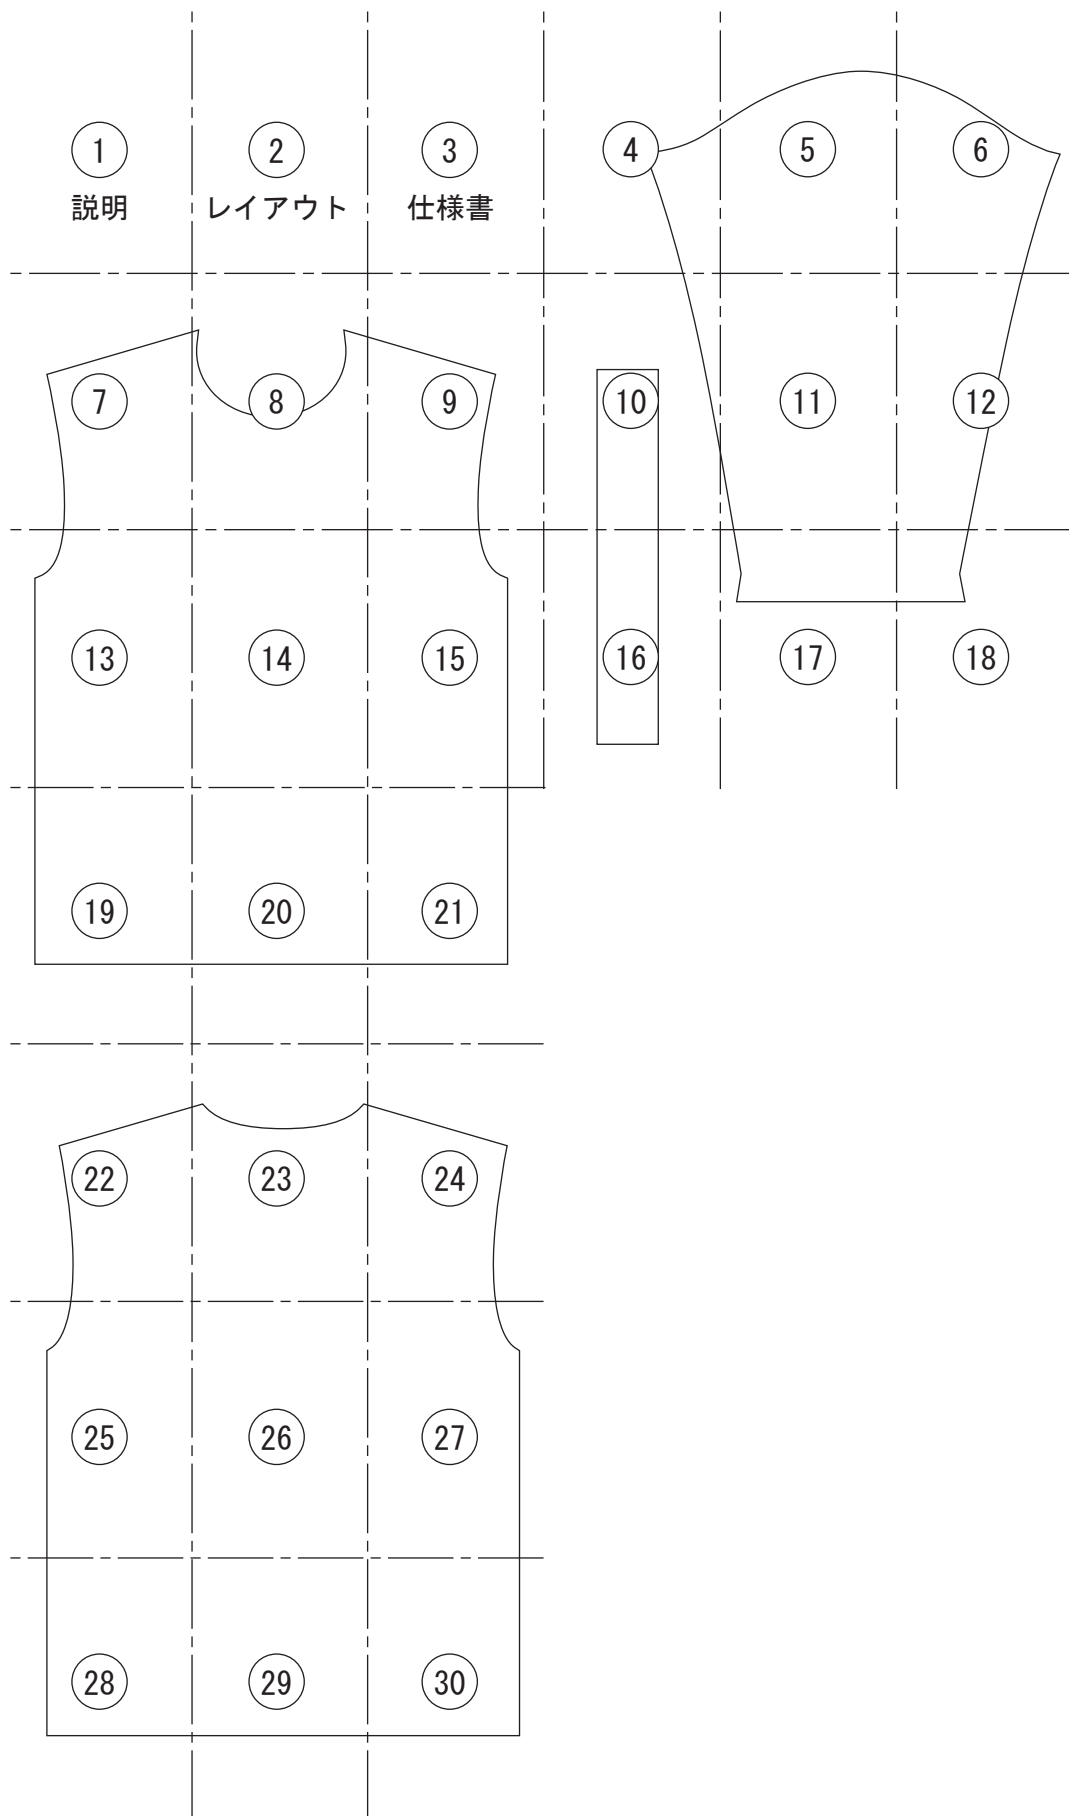 ① ② ③ ④ ⑤ ⑥
説明 レイアウト 仕様書
⑦ ⑧ ⑨ ⑩ ⑪ ⑫
⑬ ⑭ ⑮ ⑯ ⑰ ⑱
⑲ ⑳ ㉑
㉒ ㉓ ㉔
㉕ ㉖ ㉗
㉘ ㉙ ㉚